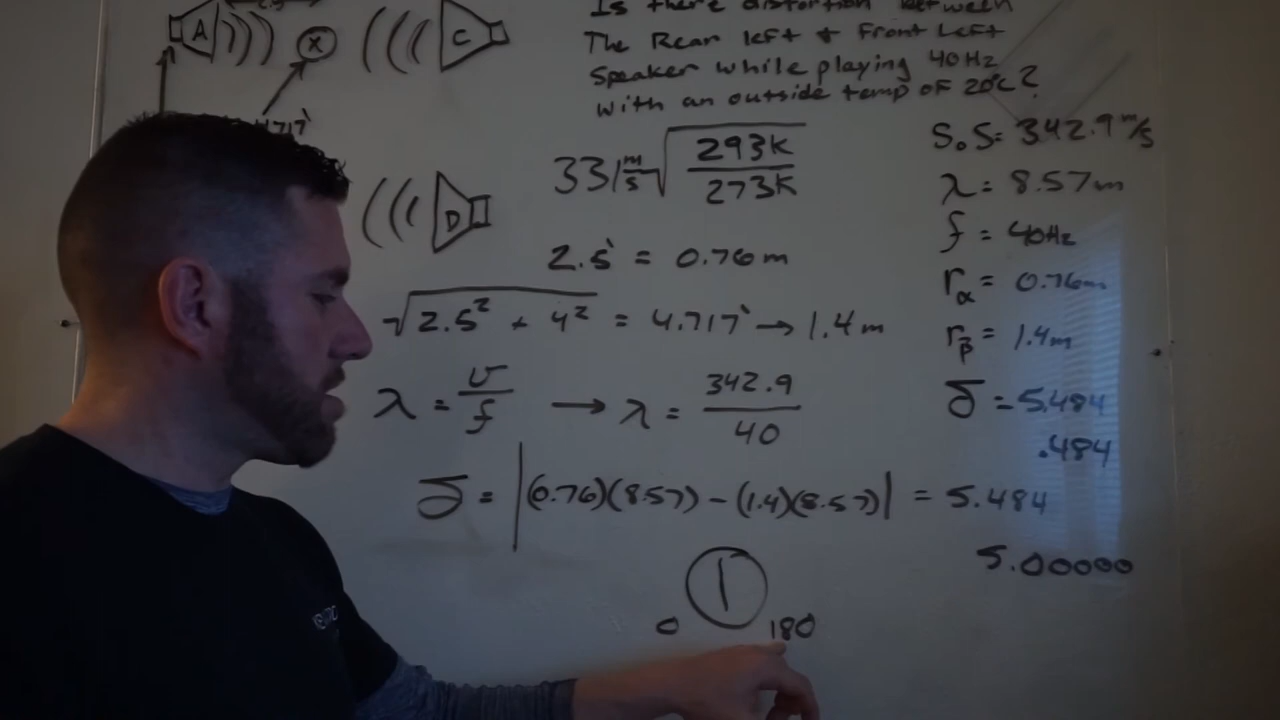 Is there distortion between
The Rear left + Front Left
Speaker while playing 40Hz
with an outside temp of 20°C?
A
X
C
4.717'
D
331 m/s √ 293K / 273K
2.5' = 0.76m
√2.5² + 4² = 4.717' → 1.4m
λ = v/f → λ = 342.9 / 40
δ = |(0.76)(8.57) - (1.4)(8.57)| = 5.484
5.00000
1
0 180
S.O.S = 342.9 m/s
λ = 8.57m
f = 40Hz
rα = 0.76m
rβ = 1.4m
δ = 5.484
.484